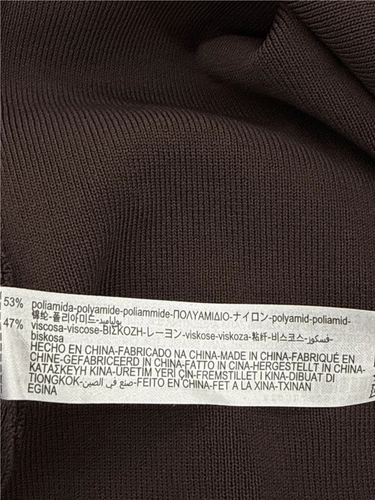 53% poliamida-polyamide-poliammide-ΠΟΛΥΑΜΙΔΙΟ-ナイロン-polyamid-poliamid-
锦纶-폴리아미드-بوليامید
47% viscosa-viscose-ΒΙΣΚΟΖΗ-レーヨン-viskose-viskoza-粘纤-비스코스-فسكوز-
biskosa
HECHO EN CHINA-FABRICADO NA CHINA-MADE IN CHINA-FABRIQUÉ EN
CHINE-GEFABRICEERD IN CHINA-FATTO IN CINA-HERGESTELLT IN CHINA-
ΚΑΤΑΣΚΕΥΗ ΚΙΝΑ-ÜRETİM YERİ ÇİN-FREMSTILLET I KINA-DIBUAT DI
TIONGKOK-صنع في الصين-FEITO EN CHINA-FET A LA XINA-TXINAN
EGINA